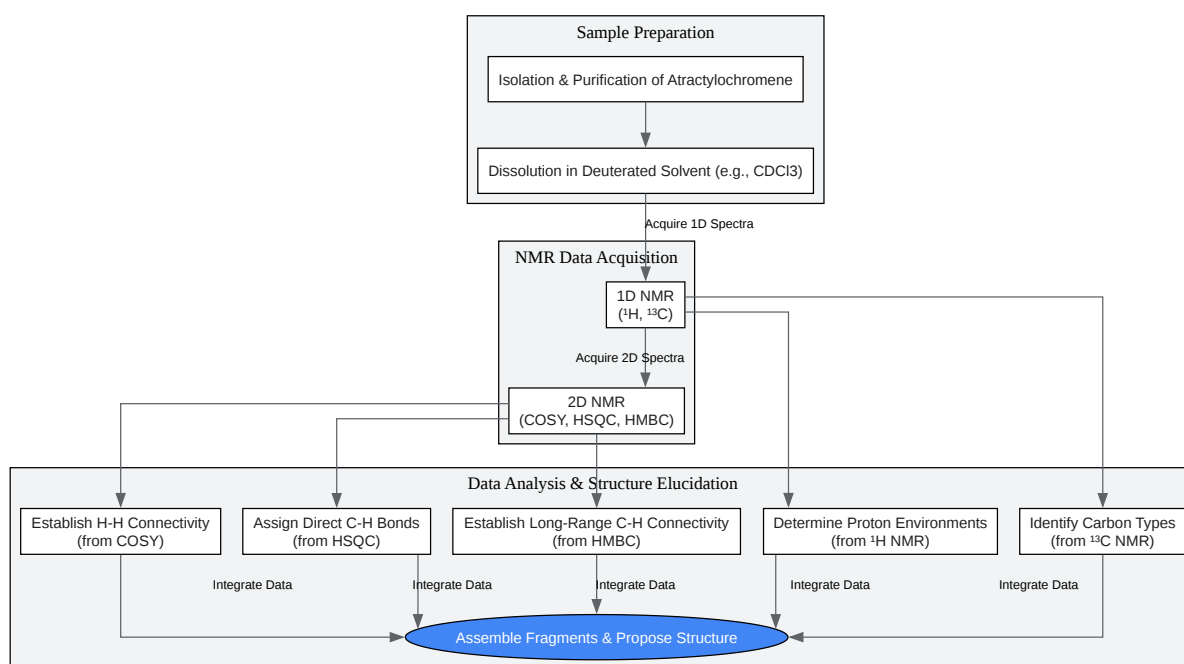 Sample Preparation
Isolation & Purification of Atractylochromene
Dissolution in Deuterated Solvent (e.g., CDCl3)
Acquire 1D Spectra
NMR Data Acquisition
1D NMR
(¹H, ¹³C)
Acquire 2D Spectra
2D NMR
(COSY, HSQC, HMBC)
Data Analysis & Structure Elucidation
Establish H-H Connectivity
(from COSY)
Assign Direct C-H Bonds
(from HSQC)
Establish Long-Range C-H Connectivity
(from HMBC)
Determine Proton Environments
(from ¹H NMR)
Identify Carbon Types
(from ¹³C NMR)
Integrate Data
Integrate Data
Integrate Data
Integrate Data
Integrate Data
Assemble Fragments & Propose Structure